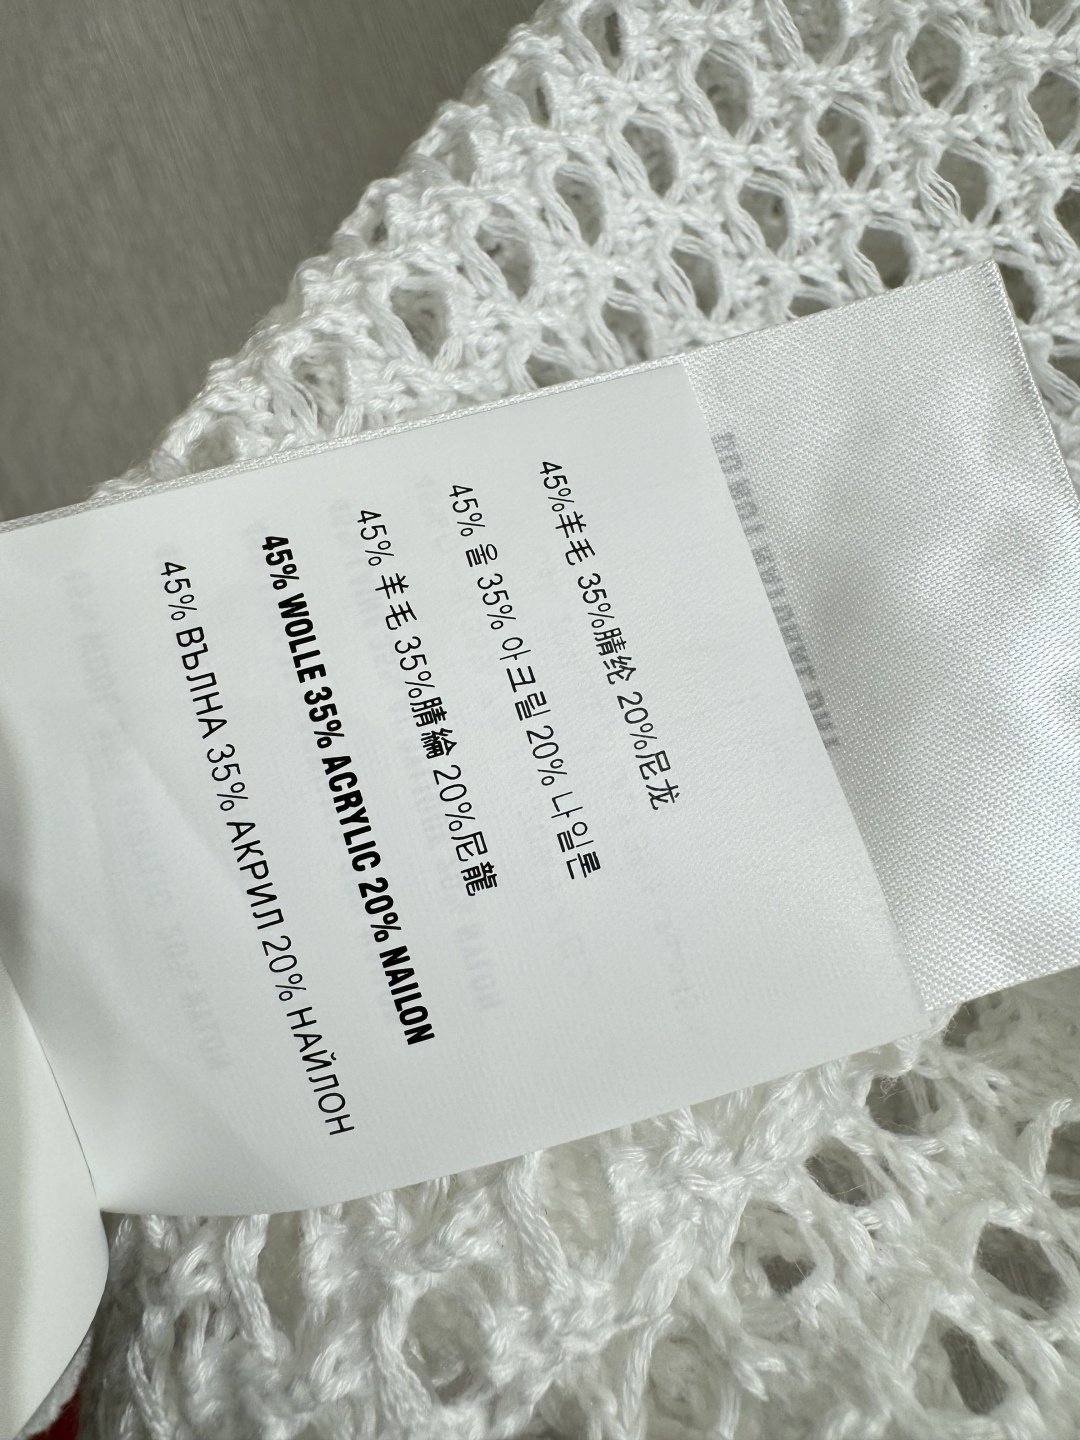 45%羊毛 35%腈纶 20%尼龙
45% 울 35% 아크릴 20% 나일론
45% 羊毛 35%腈綸 20%尼龍
45% WOLLE 35% ACRYLIC 20% NAILON
45% ВЪЛНА 35% АКРИЛ 20% НАЙЛОН